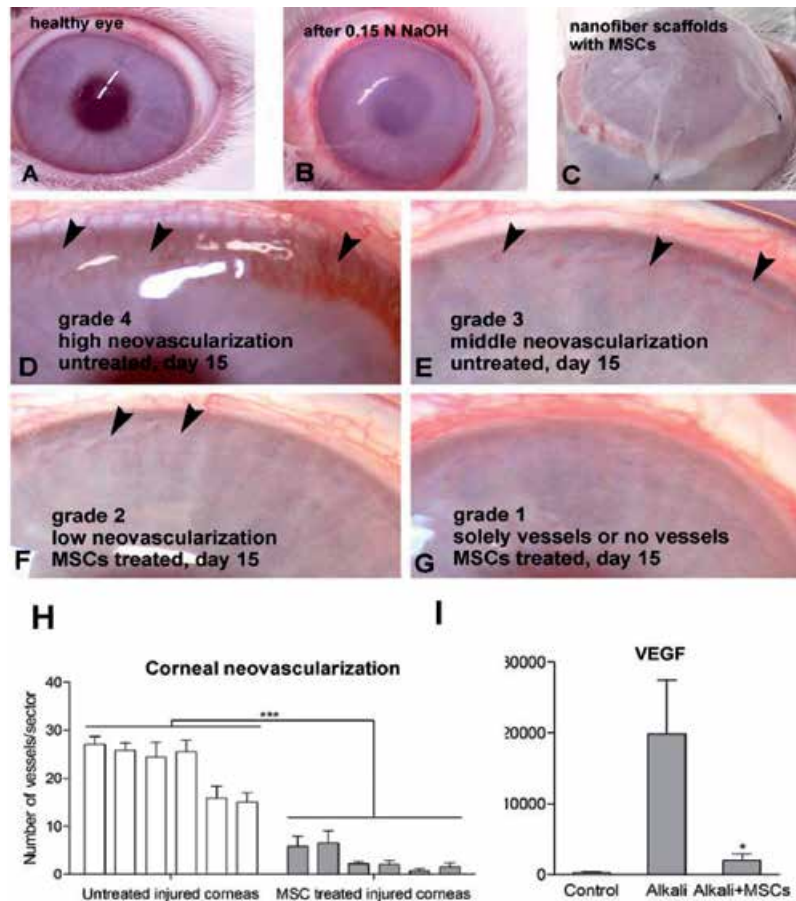 healthy eye
A
after 0.15 N NaOH
B
nanofiber scaffolds
with MSCs
C
grade 4
high neovascularization
untreated, day 15
D
grade 3
middle neovascularization
untreated, day 15
E
grade 2
low neovascularization
MSCs treated, day 15
F
grade 1
solely vessels or no vessels
MSCs treated, day 15
G
H
Corneal neovascularization
Number of vessels/sector
40
30
20
10
0
***
Untreated injured corneas
MSC treated injured corneas
I
VEGF
30000
20000
10000
0
*
Control
Alkali
Alkali+MSCs